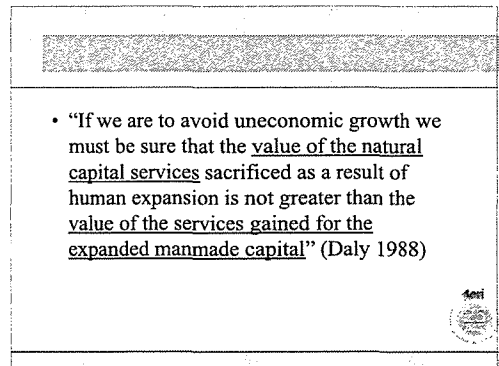 • “If we are to avoid uneconomic growth we
must be sure that the value of the natural
capital services sacrificed as a result of
human expansion is not greater than the
value of the services gained for the
expanded manmade capital” (Daly 1988)